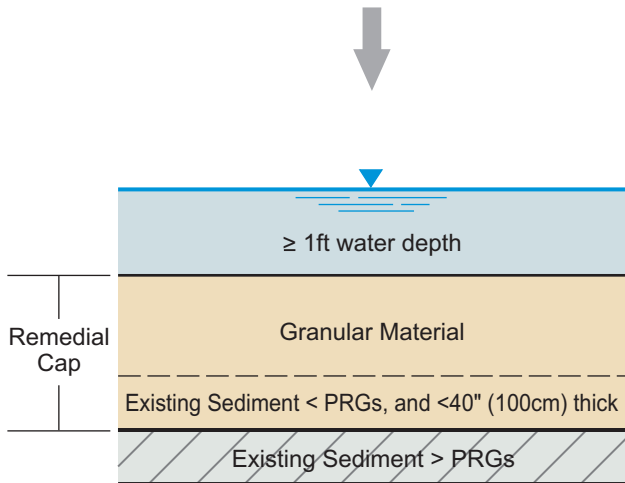 ≥ 1ft water depth
Remedial
Cap
Granular Material
Existing Sediment < PRGs, and <40" (100cm) thick
Existing Sediment > PRGs